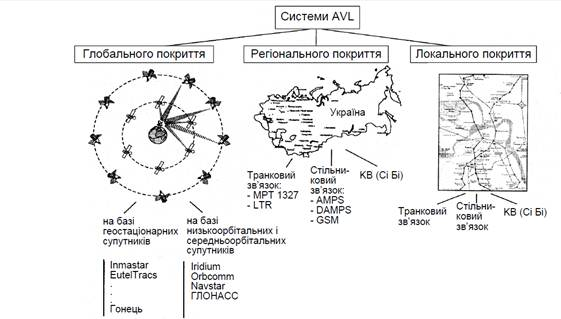 Системи AVL
Глобального покриття
Регіонального покриття
Локального покриття
Україна
на базі
геостаціонарних
супутників
на базі
низькоорбітальних і
середньоорбітальних
супутників
Inmastar
EutelTracs
.
.
.
Гонець
Iridium
Orbcomm
Navstar
ГЛОНАСС
Транковий
зв'язок:
- МРТ 1327
- LTR
Стільни-
ковий
зв'язок:
- AMPS
- DAMPS
- GSM
КВ (Сі Бі)
Транковий
зв'язок
Стільни-
ковий
зв'язок
КВ (Сі Бі)